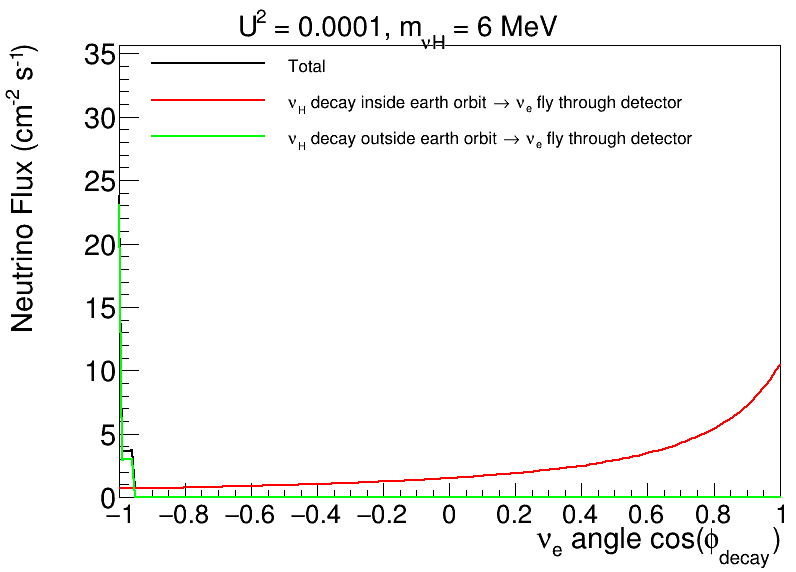 U² = 0.0001, m_νH = 6 MeV
Neutrino Flux (cm⁻² s⁻¹)
Total
ν_H decay inside earth orbit → ν_e fly through detector
ν_H decay outside earth orbit → ν_e fly through detector
35
30
25
20
15
10
5
0
−1 −0.8 −0.6 −0.4 −0.2 0 0.2 0.4 0.6 0.8 1
ν_e angle cos(ϕ_decay)